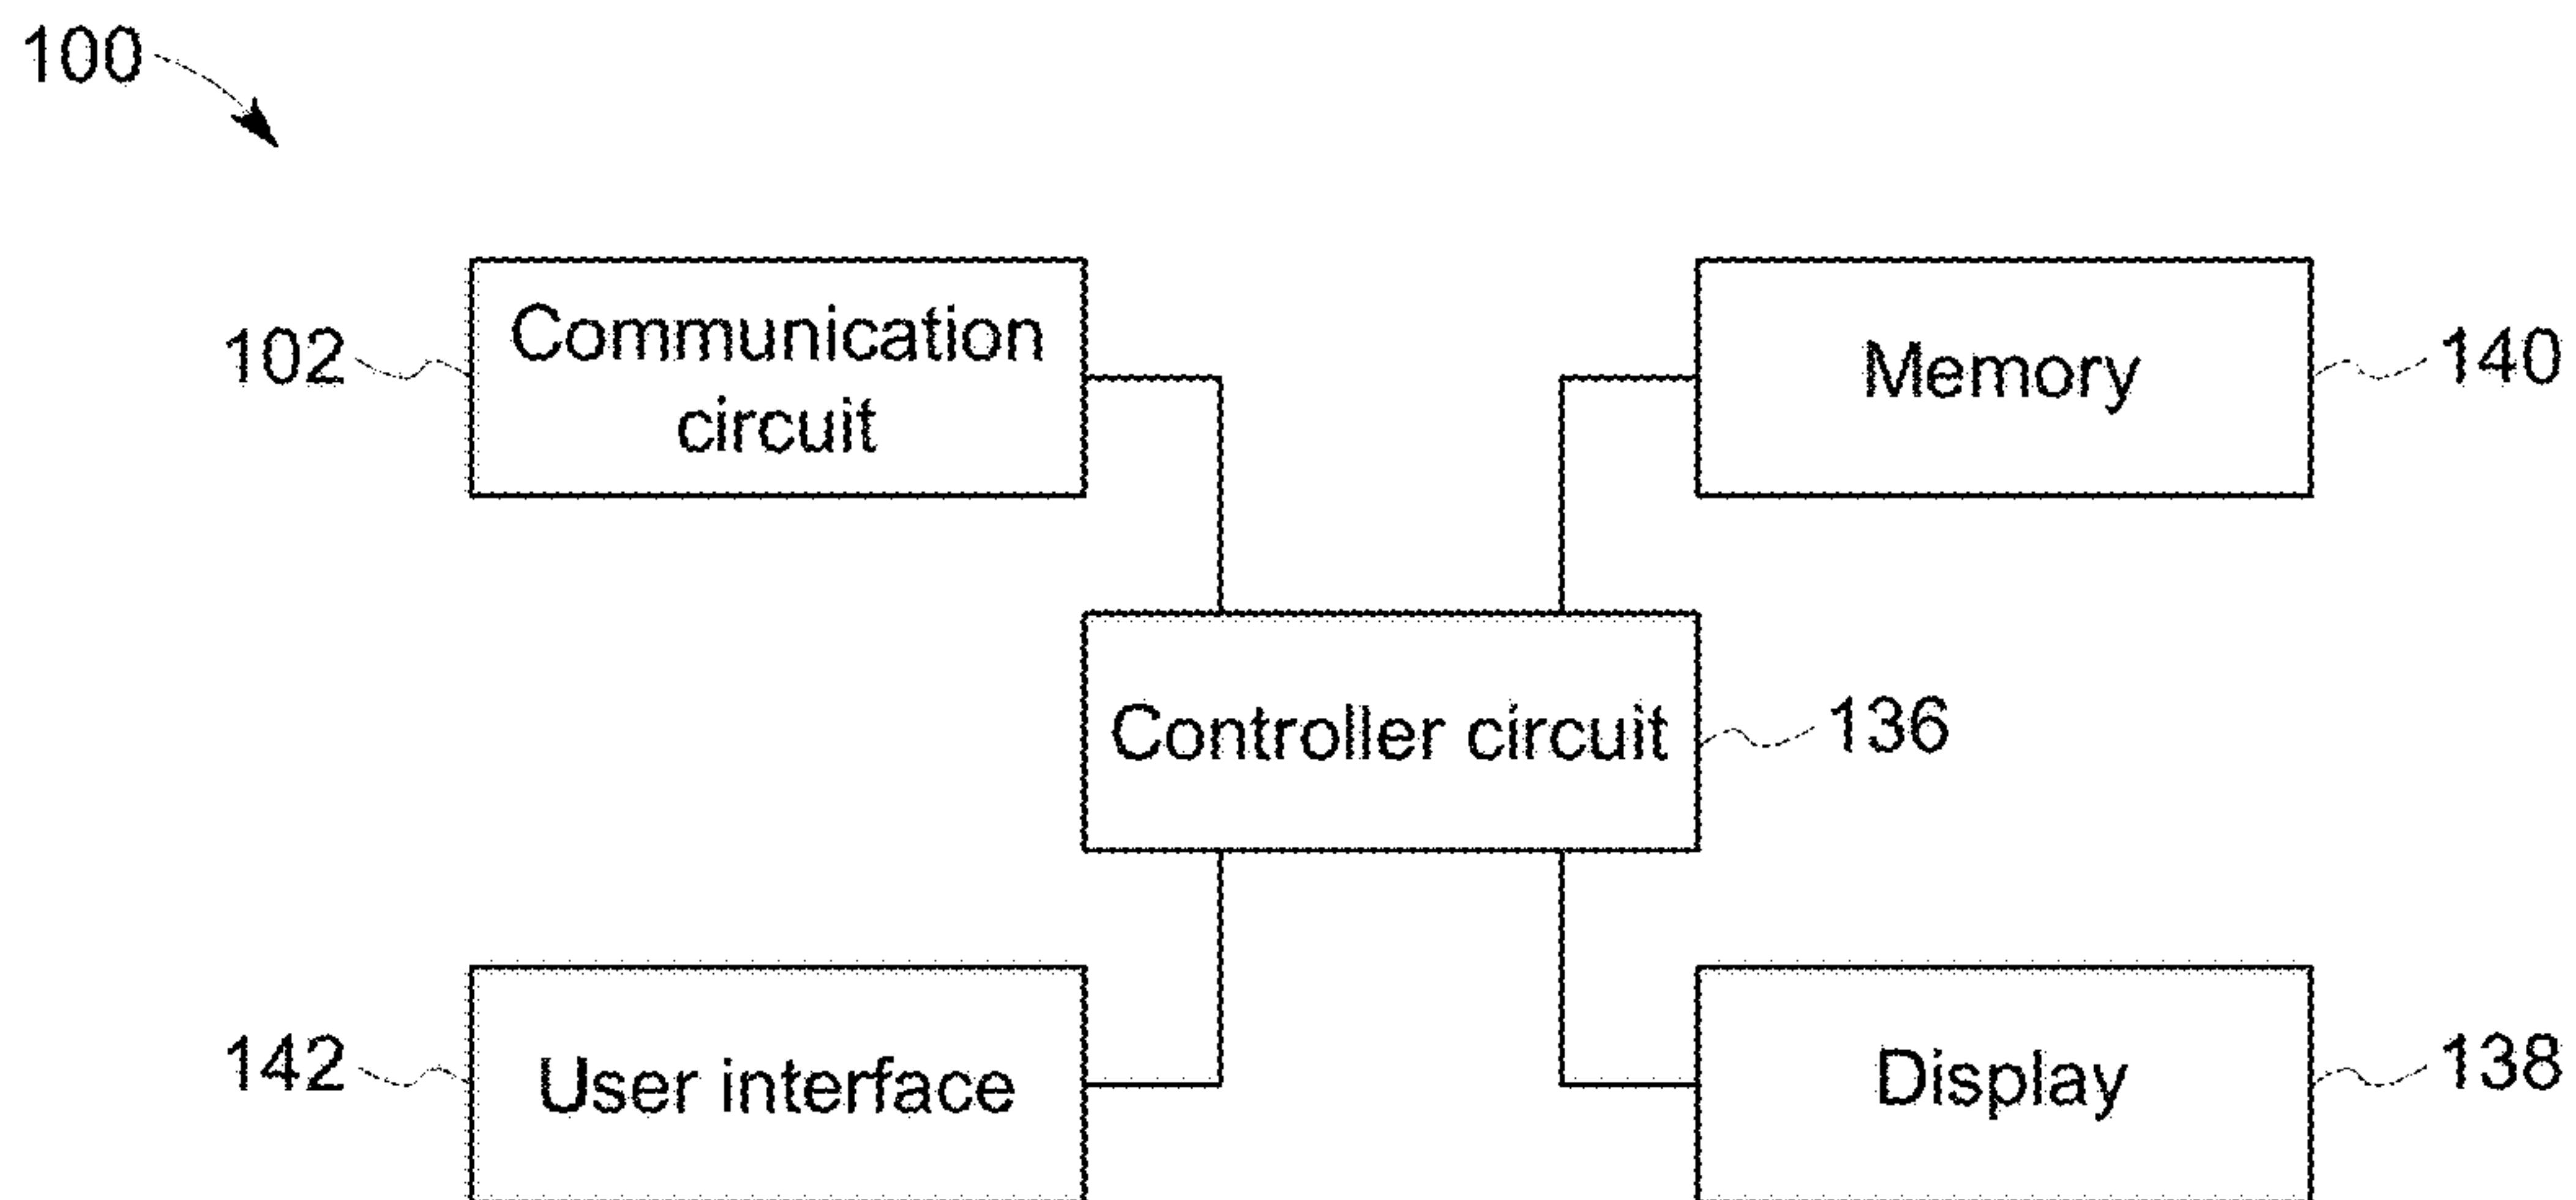 100
Communication
circuit
102
Memory
140
Controller circuit
136
User interface
142
Display
138